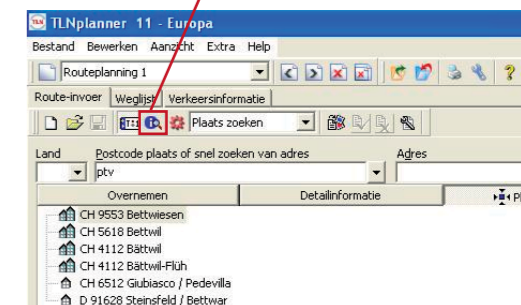 TLNplanner 11 - Europa
Bestand Bewerken Aanzicht Extra Help
Routeplanning 1
Route-invoer Weglijst Verkeersinformatie
Plaats zoeken
Land Postcode plaats of snel zoeken van adres Adres
ptv
Overnemen Detailinformatie
CH 9553 Bettwiesen
CH 5618 Bettwil
CH 4112 Bättwil
CH 4112 Bättwil-Flüh
CH 6512 Giubiasco / Pedevilla
D 91628 Steinsfeld / Bettwar